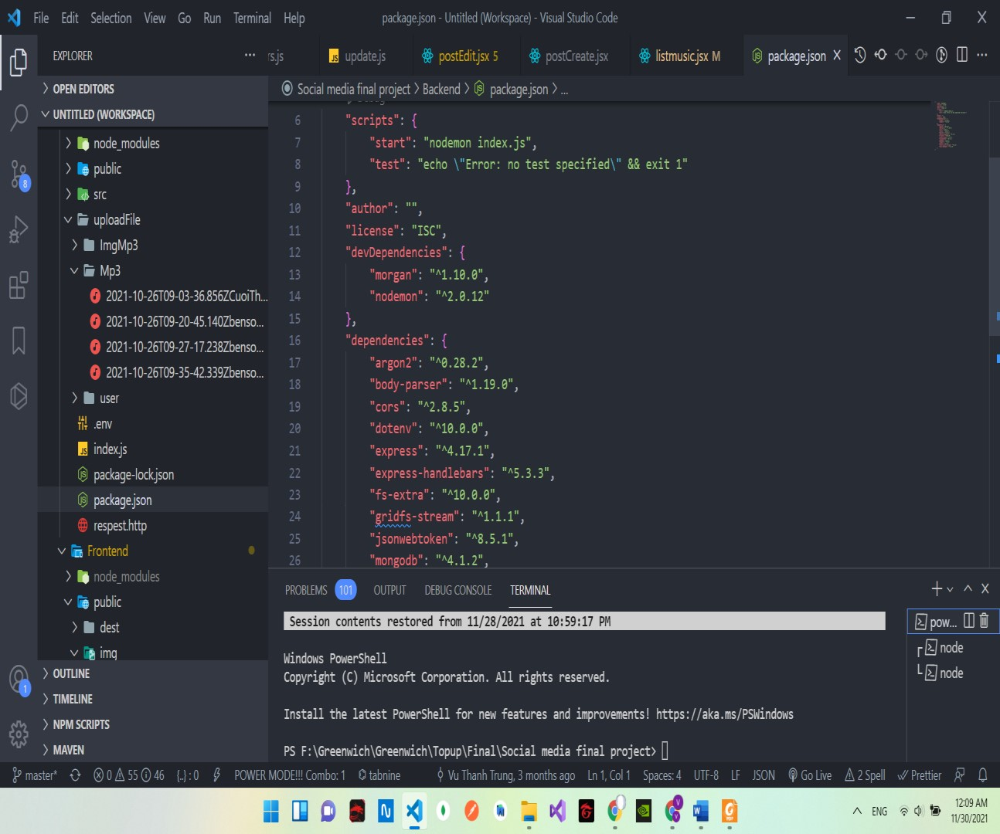 File Edit Selection View Go Run Terminal Help
package.json - Untitled (Workspace) - Visual Studio Code
EXPLORER
rs.js
update.js
postEdit.jsx 5
postCreate.jsx
listmusic.jsx M
package.json
OPEN EDITORS
UNTITLED (WORKSPACE)
node_modules
public
src
uploadFile
ImgMp3
Mp3
2021-10-26T09-03-36.856ZCuoiTh...
2021-10-26T09-20-45.140Zbenso...
2021-10-26T09-27-17.238Zbenso...
2021-10-26T09-35-42.339Zbenso...
user
.env
index.js
package-lock.json
package.json
respest.http
Frontend
node_modules
public
dest
img
OUTLINE
TIMELINE
NPM SCRIPTS
MAVEN
8
1
Social media final project > Backend > package.json > ...
6 "scripts": {
7 "start": "nodemon index.js",
8 "test": "echo \"Error: no test specified\" && exit 1"
9 },
10 "author": "",
11 "license": "ISC",
12 "devDependencies": {
13 "morgan": "^1.10.0",
14 "nodemon": "^2.0.12"
15 },
16 "dependencies": {
17 "argon2": "^0.28.2",
18 "body-parser": "^1.19.0",
19 "cors": "^2.8.5",
20 "dotenv": "^10.0.0",
21 "express": "^4.17.1",
22 "express-handlebars": "^5.3.3",
23 "fs-extra": "^10.0.0",
24 "gridfs-stream": "^1.1.1",
25 "jsonwebtoken": "^8.5.1",
26 "mongodb": "^4.1.2",
PROBLEMS 101 OUTPUT DEBUG CONSOLE TERMINAL
Session contents restored from 11/28/2021 at 10:59:17 PM
Windows PowerShell
Copyright (C) Microsoft Corporation. All rights reserved.
Install the latest PowerShell for new features and improvements! https://aka.ms/PSWindows
PS F:\Greenwich\Greenwich\Topup\Final\Social media final project>
pow...
node
node
master* 0 55 46 {..} : 0 POWER MODE!!! Combo: 1 tabnine Vu Thanh Trung, 3 months ago Ln 1, Col 1 Spaces: 4 UTF-8 LF JSON Go Live 2 Spell Prettier
ENG
12:09 AM
11/30/2021